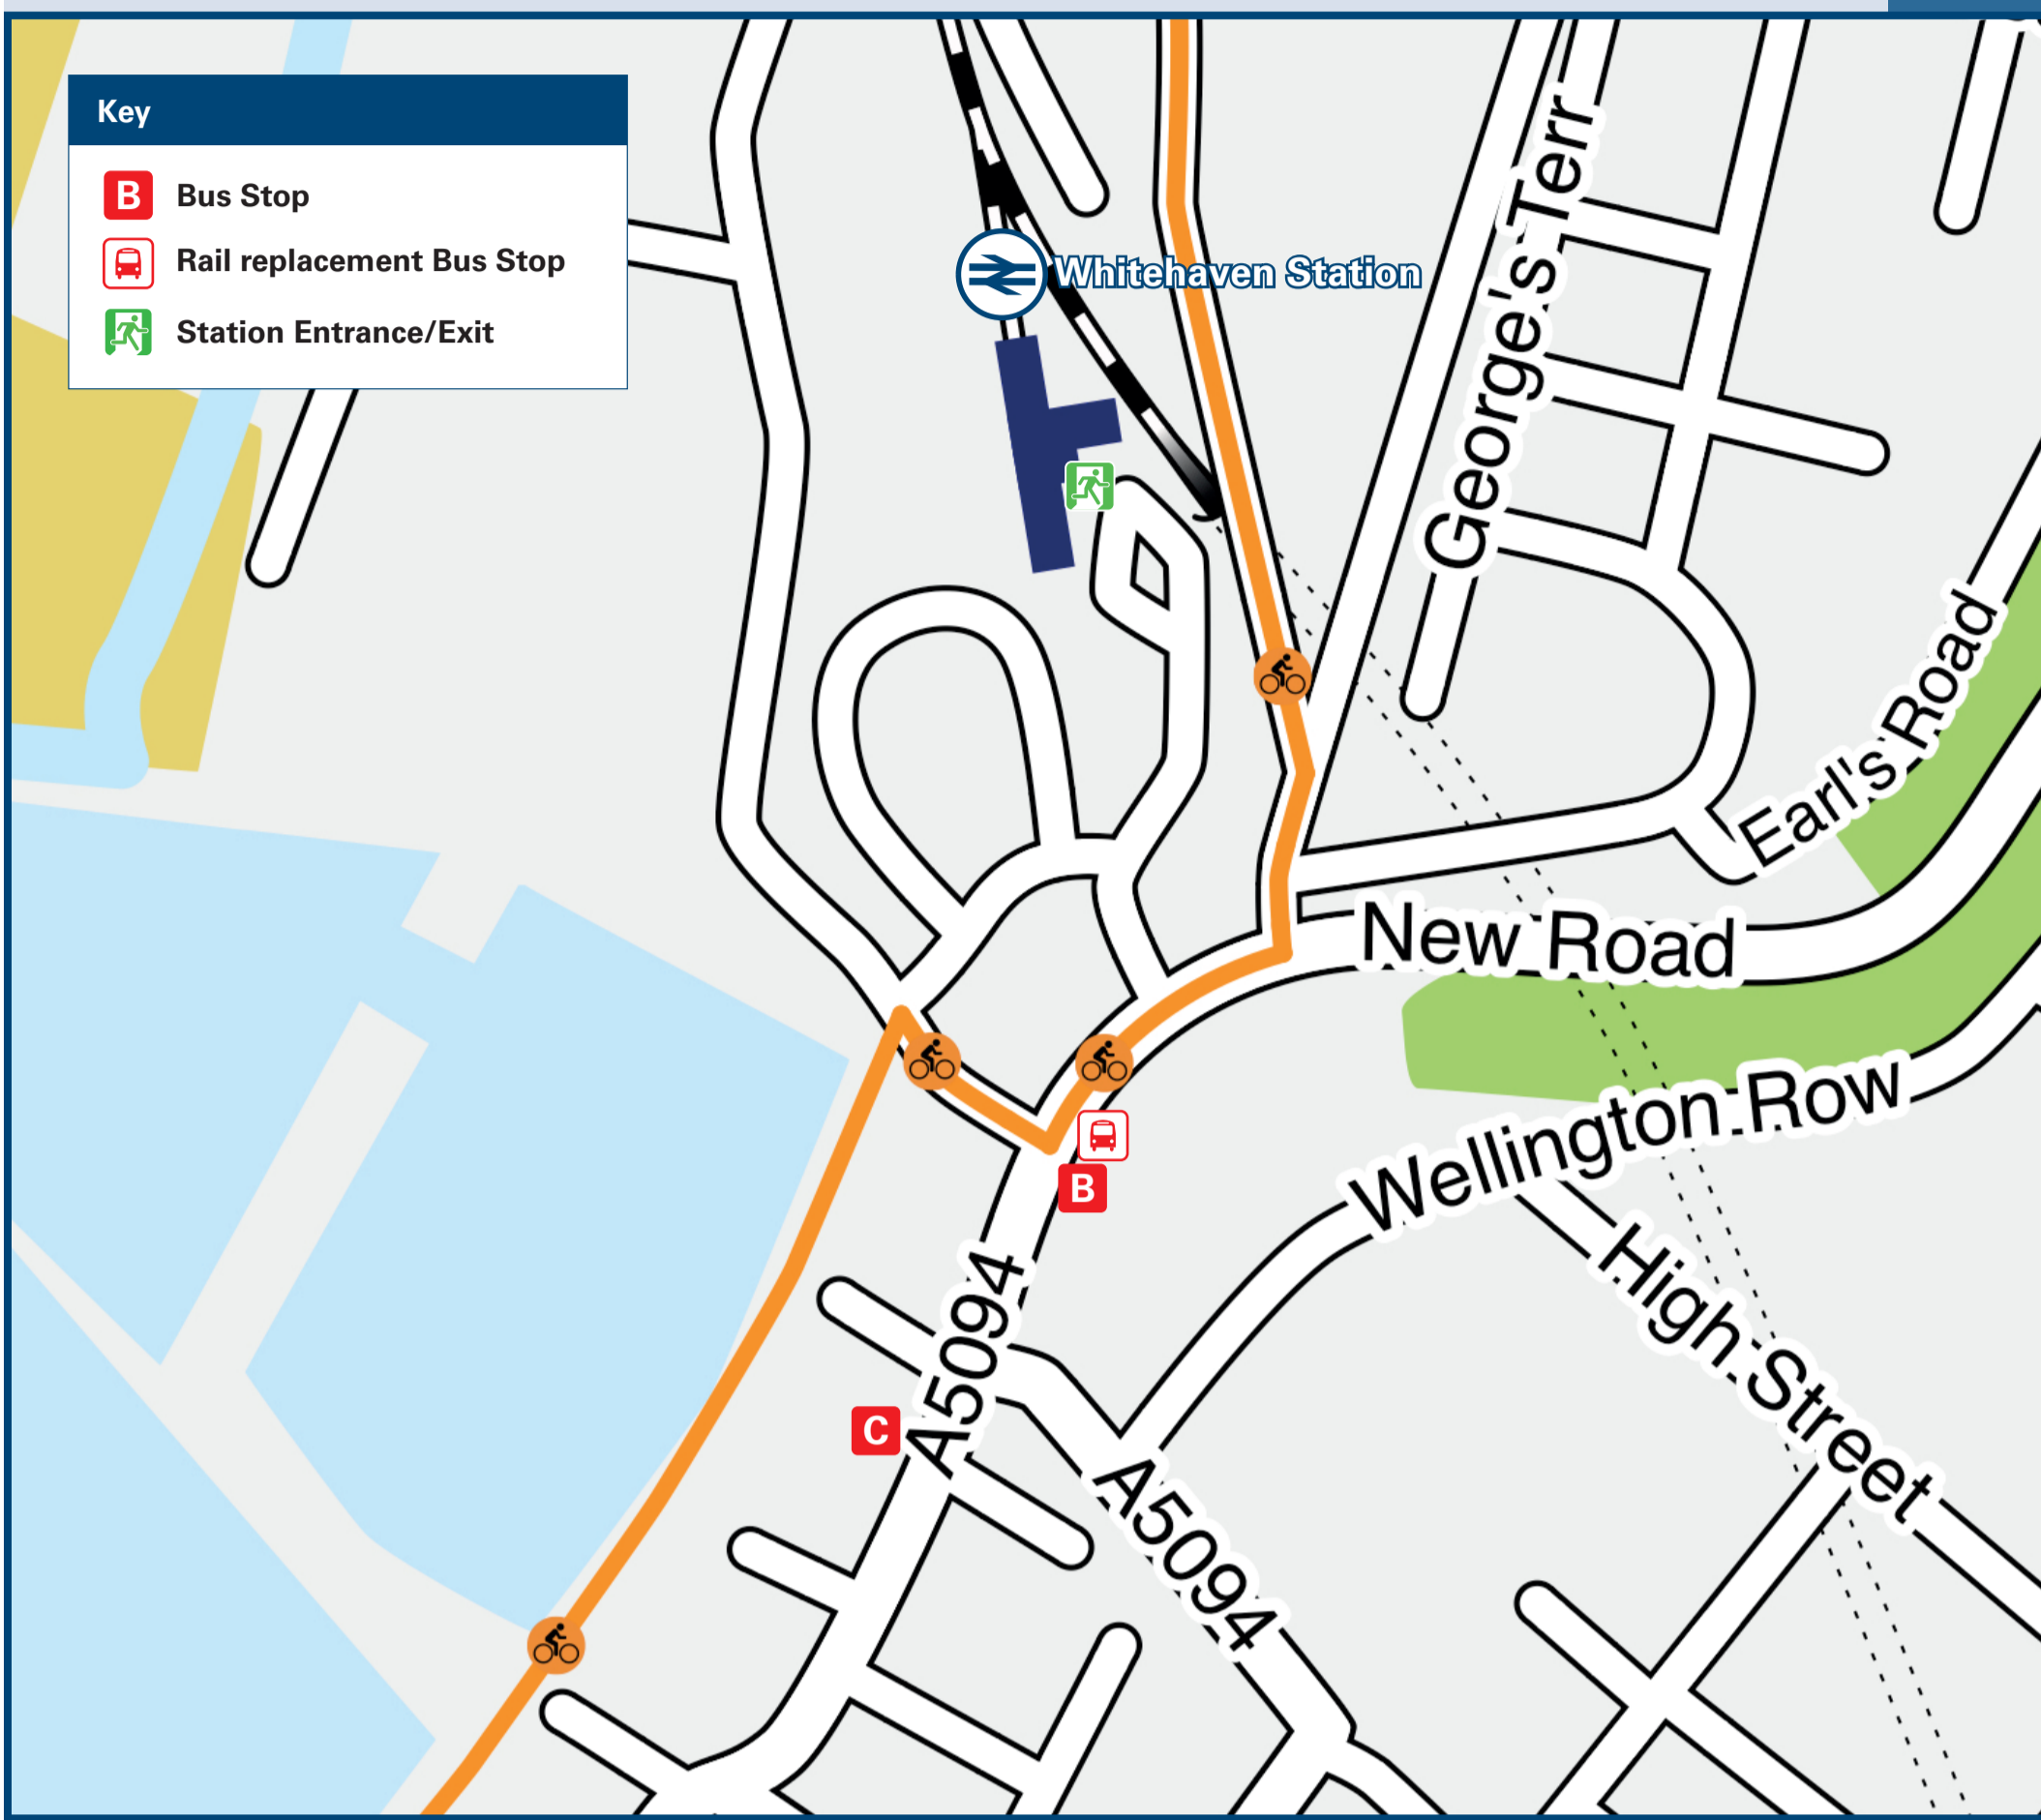 Key
B Bus Stop
Rail replacement Bus Stop
Station Entrance/Exit
Whitehaven Station
George's Terr
Earl's Road
New Road
Wellington Row
B
High Street
A5094
C
A5094